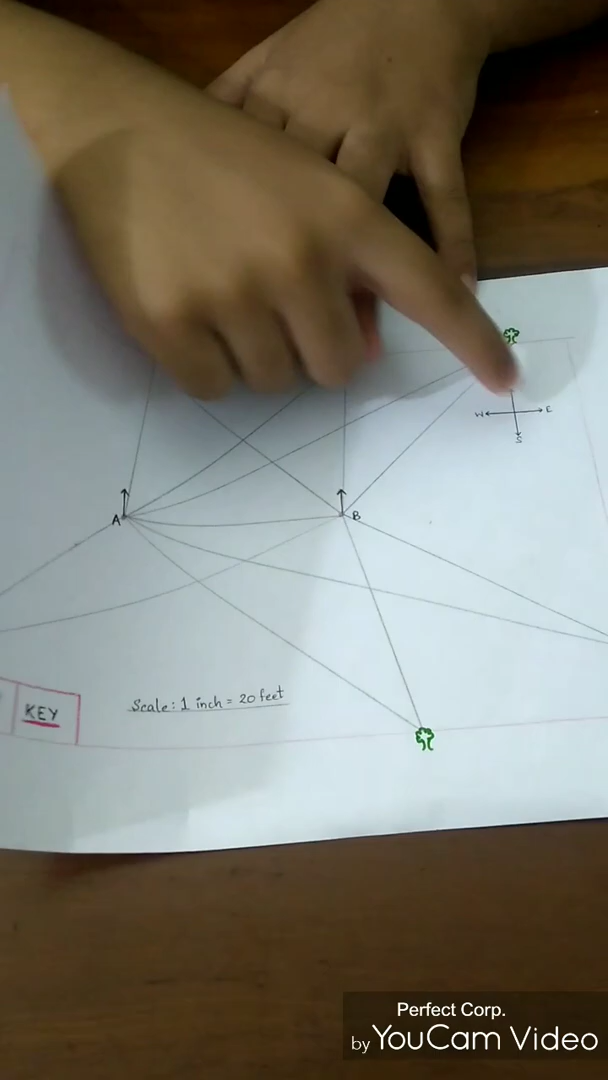 W E
S
A B
Scale: 1 inch = 20 feet
KEY
Perfect Corp.
by YouCam Video